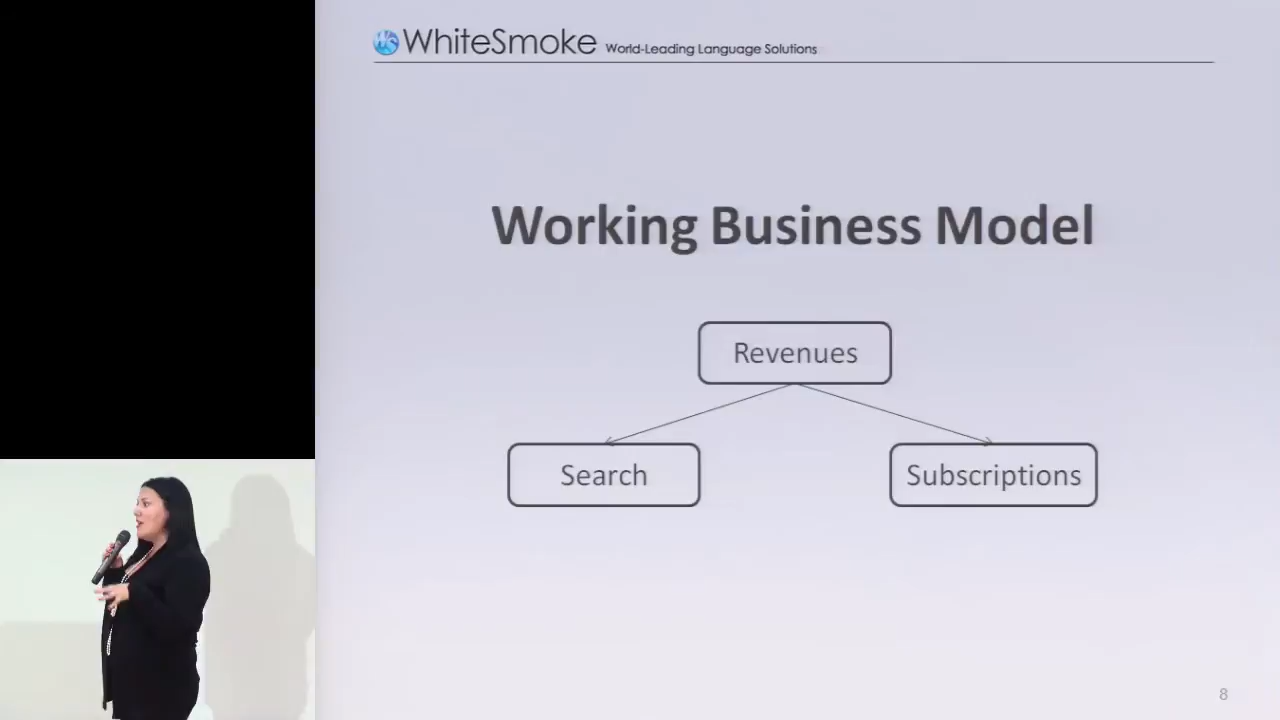 WhiteSmoke World-Leading Language Solutions
Working Business Model
Revenues
Search
Subscriptions
8